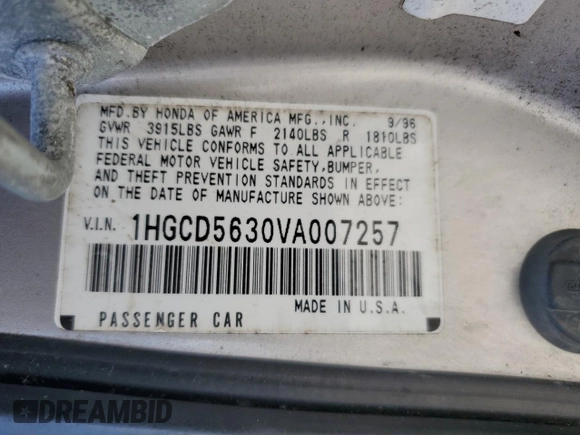 MFD.BY HONDA OF AMERICA MFG.,INC. 9/96
GVWR 3915LBS GAWR F 2140LBS R 1810LBS
THIS VEHICLE CONFORMS TO ALL APPLICABLE
FEDERAL MOTOR VEHICLE SAFETY,BUMPER,
AND THEFT PREVENTION STANDARDS IN EFFECT
ON THE DATE OF MANUFACTURE SHOWN ABOVE:
V.I.N. 1HGCD5630VA007257
MADE IN U.S.A.
PASSENGER CAR
DREAMBID